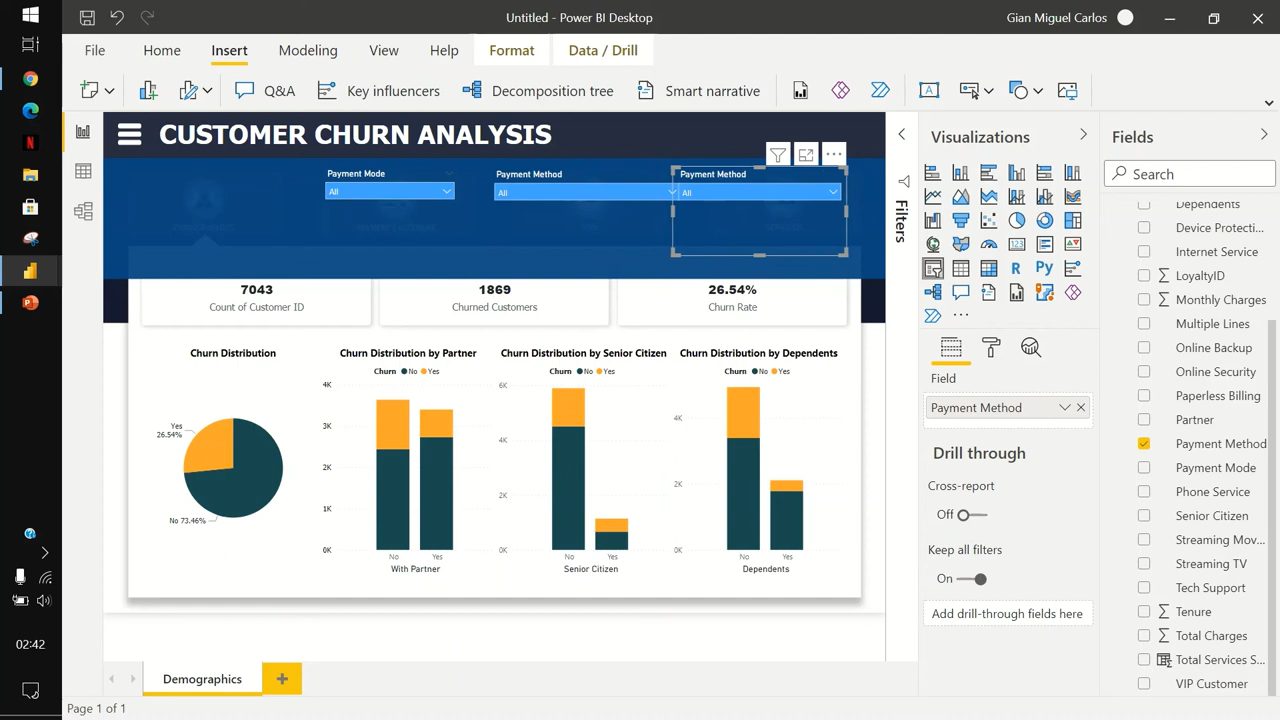 Untitled - Power BI Desktop
Gian Miguel Carlos
File Home Insert Modeling View Help Format Data / Drill
Q&A Key influencers Decomposition tree Smart narrative
CUSTOMER CHURN ANALYSIS
Payment Mode
All
Payment Method
All
Payment Method
All
7043
Count of Customer ID
1869
Churned Customers
26.54%
Churn Rate
Churn Distribution
Yes
26.54%
No 73.46%
Churn Distribution by Partner
Churn No Yes
4K
3K
2K
1K
0K
No Yes
With Partner
Churn Distribution by Senior Citizen
Churn No Yes
6K
4K
2K
0K
No Yes
Senior Citizen
Churn Distribution by Dependents
Churn No Yes
4K
2K
0K
No Yes
Dependents
Filters
Visualizations
R Py
Field
Payment Method
Drill through
Cross-report
Off
Keep all filters
On
Add drill-through fields here
Fields
Search
Dependents
Device Protecti...
Internet Service
LoyaltyID
Monthly Charges
Multiple Lines
Online Backup
Online Security
Paperless Billing
Partner
Payment Method
Payment Mode
Phone Service
Senior Citizen
Streaming Mov...
Streaming TV
Tech Support
Tenure
Total Charges
Total Services S...
VIP Customer
Demographics
Page 1 of 1
02:42